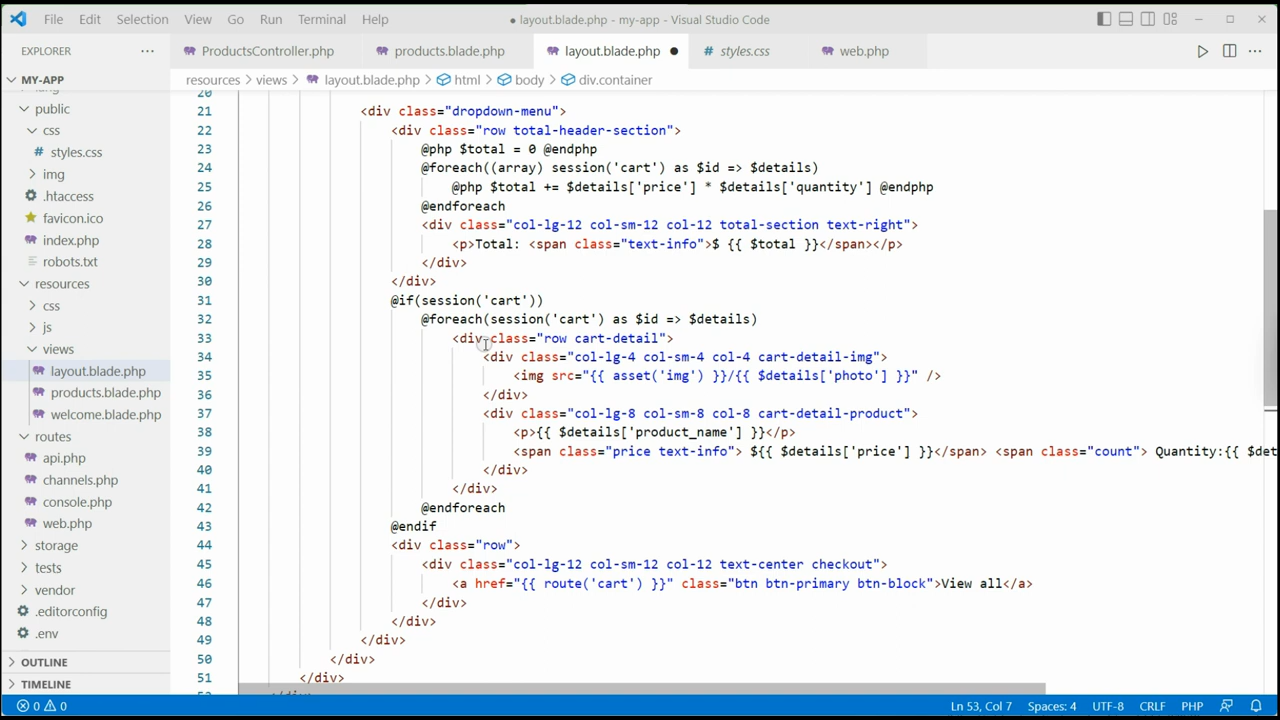 File Edit Selection View Go Run Terminal Help ● layout.blade.php - my-app - Visual Studio Code
EXPLORER
ProductsController.php products.blade.php layout.blade.php ● styles.css web.php
MY-APP
resources > views > layout.blade.php > html > body > div.container
public
css
styles.css
img
.htaccess
favicon.ico
index.php
robots.txt
resources
css
js
views
layout.blade.php
products.blade.php
welcome.blade.php
routes
api.php
channels.php
console.php
web.php
storage
tests
vendor
.editorconfig
.env
OUTLINE
TIMELINE
20
21 <div class="dropdown-menu">
22 <div class="row total-header-section">
23 @php $total = 0 @endphp
24 @foreach((array) session('cart') as $id => $details)
25 @php $total += $details['price'] * $details['quantity'] @endphp
26 @endforeach
27 <div class="col-lg-12 col-sm-12 col-12 total-section text-right">
28 <p>Total: <span class="text-info">$ {{ $total }}</span></p>
29 </div>
30 </div>
31 @if(session('cart'))
32 @foreach(session('cart') as $id => $details)
33 <div class="row cart-detail">
34 <div class="col-lg-4 col-sm-4 col-4 cart-detail-img">
35 <img src="{{ asset('img') }}/{{ $details['photo'] }}" />
36 </div>
37 <div class="col-lg-8 col-sm-8 col-8 cart-detail-product">
38 <p>{{ $details['product_name'] }}</p>
39 <span class="price text-info"> ${{ $details['price'] }}</span> <span class="count"> Quantity:{{ $det
40 </div>
41 </div>
42 @endforeach
43 @endif
44 <div class="row">
45 <div class="col-lg-12 col-sm-12 col-12 text-center checkout">
46 <a href="{{ route('cart') }}" class="btn btn-primary btn-block">View all</a>
47 </div>
48 </div>
49 </div>
50 </div>
51 </div>
0 0 Ln 53, Col 7 Spaces: 4 UTF-8 CRLF PHP